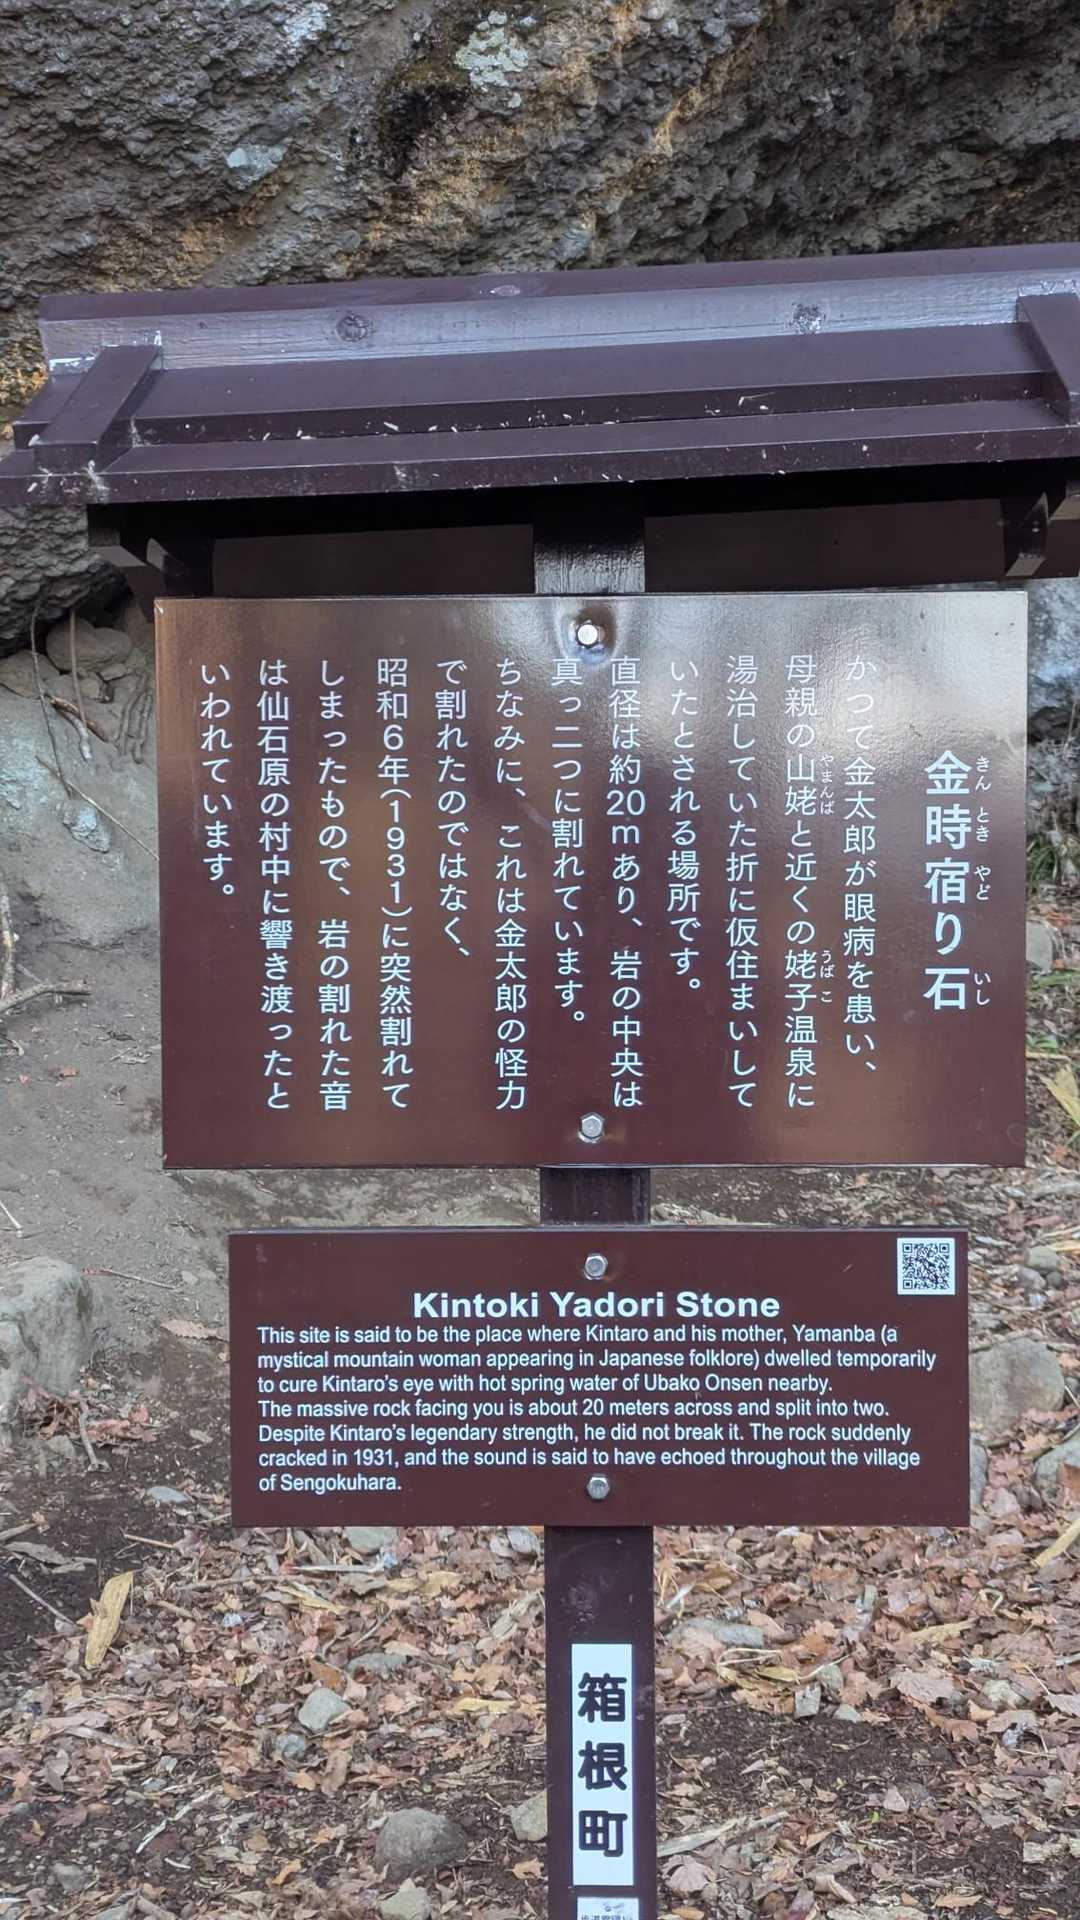 金時宿り石
きん とき やど いし
かつて金太郎が眼病を患い、
母親の山姥と近くの姥子温泉に
やまんば うばこ
湯治していた折に仮住まいして
いたとされる場所です。
直径は約20mあり、岩の中央は
真っ二つに割れています。
ちなみに、これは金太郎の怪力
で割れたのではなく、
昭和6年(1931)に突然割れて
しまったもので、岩の割れた音
は仙石原の村中に響き渡ったと
いわれています。
Kintoki Yadori Stone
This site is said to be the place where Kintaro and his mother, Yamanba (a
mystical mountain woman appearing in Japanese folklore) dwelled temporarily
to cure Kintaro's eye with hot spring water of Ubako Onsen nearby.
The massive rock facing you is about 20 meters across and split into two.
Despite Kintaro's legendary strength, he did not break it. The rock suddenly
cracked in 1931, and the sound is said to have echoed throughout the village
of Sengokuhara.
箱根町